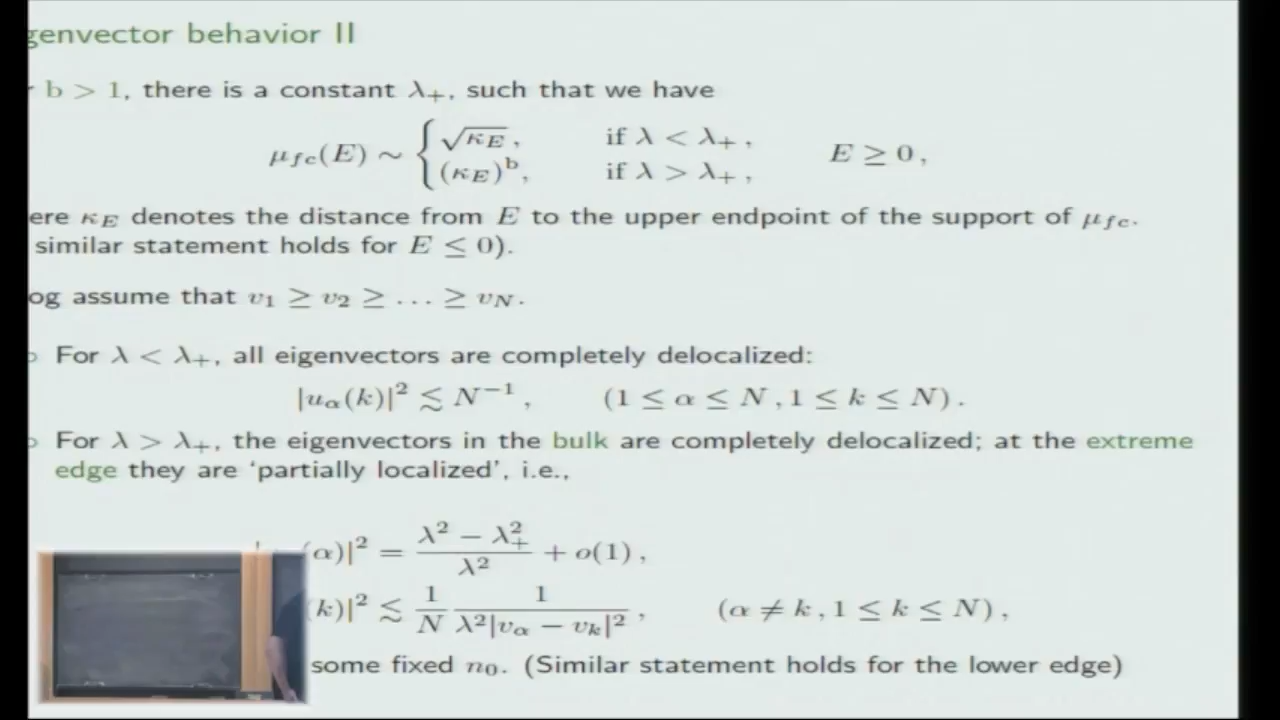 genvector behavior II
b > 1, there is a constant λ₊, such that we have
μ_{fc}(E) ∼ { √κ_E, if λ < λ₊, E ≥ 0,
(κ_E)^b, if λ > λ₊,
ere κ_E denotes the distance from E to the upper endpoint of the support of μ_{fc}.
similar statement holds for E ≤ 0).
og assume that v₁ ≥ v₂ ≥ … ≥ v_N.
For λ < λ₊, all eigenvectors are completely delocalized:
|u_α(k)|² ≲ N⁻¹, (1 ≤ α ≤ N, 1 ≤ k ≤ N).
For λ > λ₊, the eigenvectors in the bulk are completely delocalized; at the extreme
edge they are ‘partially localized’, i.e.,
(α)|² = (λ² − λ₊²)/λ² + o(1),
k)|² ≲ 1/N 1/(λ²|v_α − v_k|²), (α ≠ k, 1 ≤ k ≤ N),
some fixed n₀. (Similar statement holds for the lower edge)